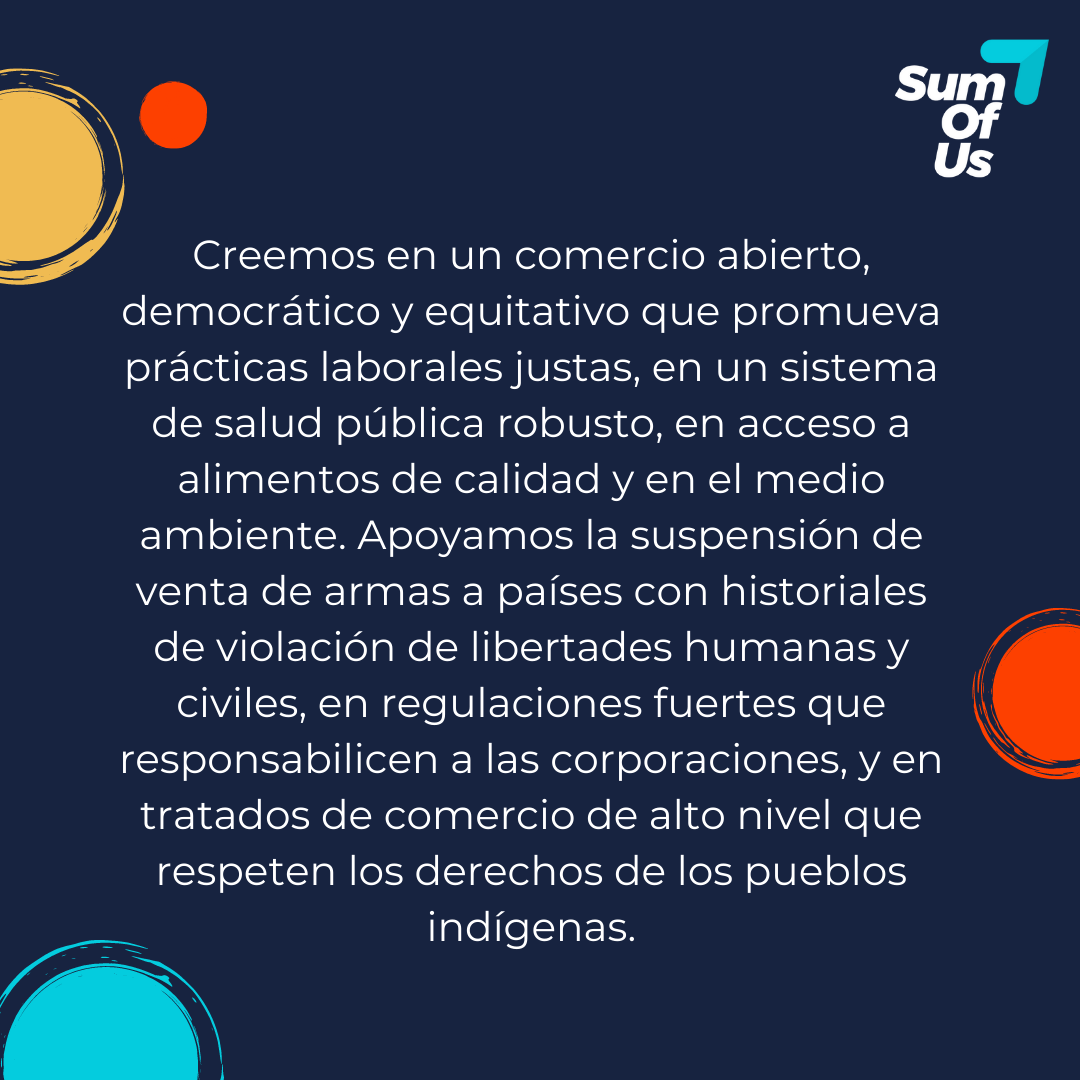 Sum
Of
Us
Creemos en un comercio abierto,
democrático y equitativo que promueva
prácticas laborales justas, en un sistema
de salud pública robusto, en acceso a
alimentos de calidad y en el medio
ambiente. Apoyamos la suspensión de
venta de armas a países con historiales
de violación de libertades humanas y
civiles, en regulaciones fuertes que
responsabilicen a las corporaciones, y en
tratados de comercio de alto nivel que
respeten los derechos de los pueblos
indígenas.